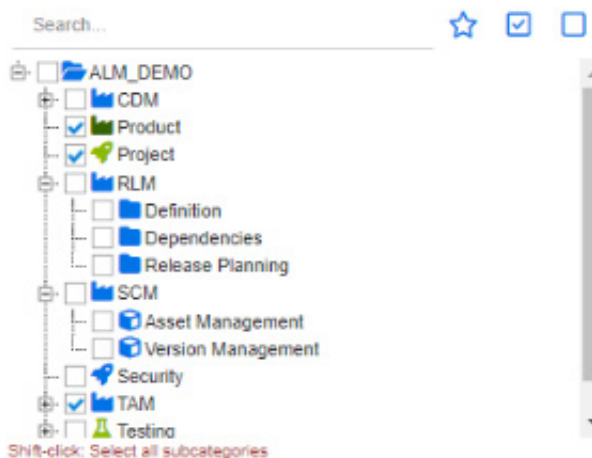 Search...
ALM_DEMO
CDM
Product
Project
RLM
Definition
Dependencies
Release Planning
SCM
Asset Management
Version Management
Security
TAM
Testing
Shift-click: Select all subcategories